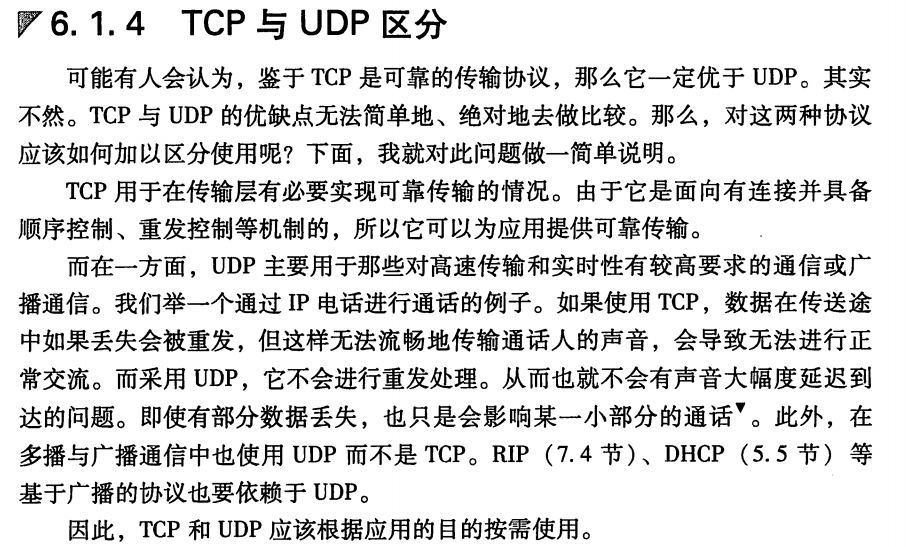 6.1.4 TCP 与 UDP 区分
可能有人会认为，鉴于 TCP 是可靠的传输协议，那么它一定优于 UDP。其实
不然。TCP 与 UDP 的优缺点无法简单地、绝对地去做比较。那么，对这两种协议
应该如何加以区分使用呢？下面，我就对此问题做一简单说明。
TCP 用于在传输层有必要实现可靠传输的情况。由于它是面向有连接并具备
顺序控制、重发控制等机制的，所以它可以为应用提供可靠传输。
而在一方面，UDP 主要用于那些对高速传输和实时性有较高要求的通信或广
播通信。我们举一个通过 IP 电话进行通话的例子。如果使用 TCP，数据在传送途
中如果丢失会被重发，但这样无法流畅地传输通话人的声音，会导致无法进行正
常交流。而采用 UDP，它不会进行重发处理。从而也就不会有声音大幅度延迟到
达的问题。即使有部分数据丢失，也只是会影响某一小部分的通话▼。此外，在
多播与广播通信中也使用 UDP 而不是 TCP。RIP（7.4 节）、DHCP（5.5 节）等
基于广播的协议也要依赖于 UDP。
因此，TCP 和 UDP 应该根据应用的目的按需使用。